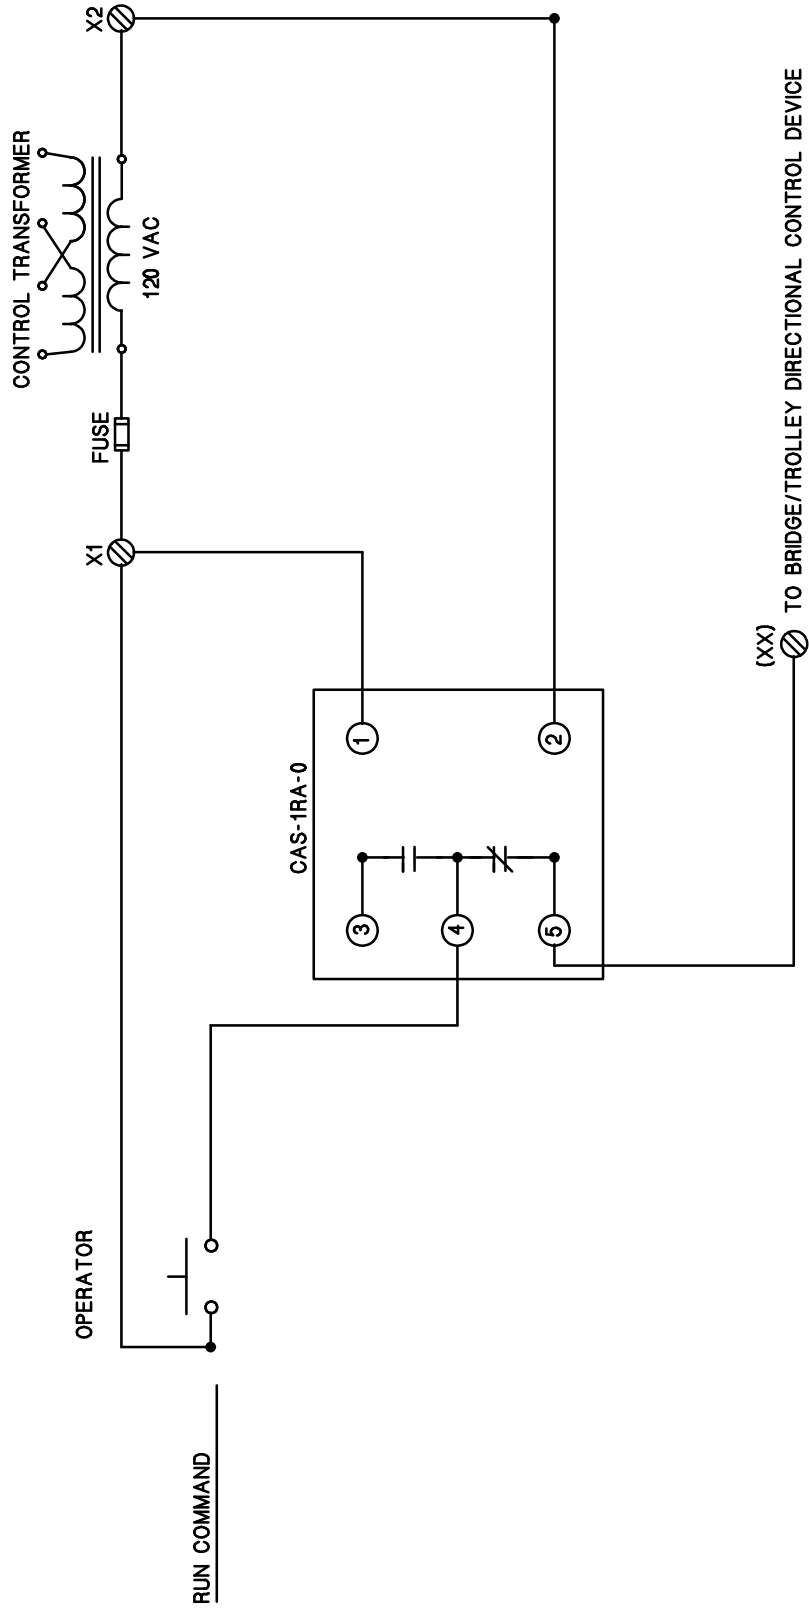 CONTROL TRANSFORMER
X1
FUSE
120 VAC
X2
OPERATOR
RUN COMMAND
CAS-1RA-0
3
1
4
5
2
(XX)
TO BRIDGE/TROLLEY DIRECTIONAL CONTROL DEVICE